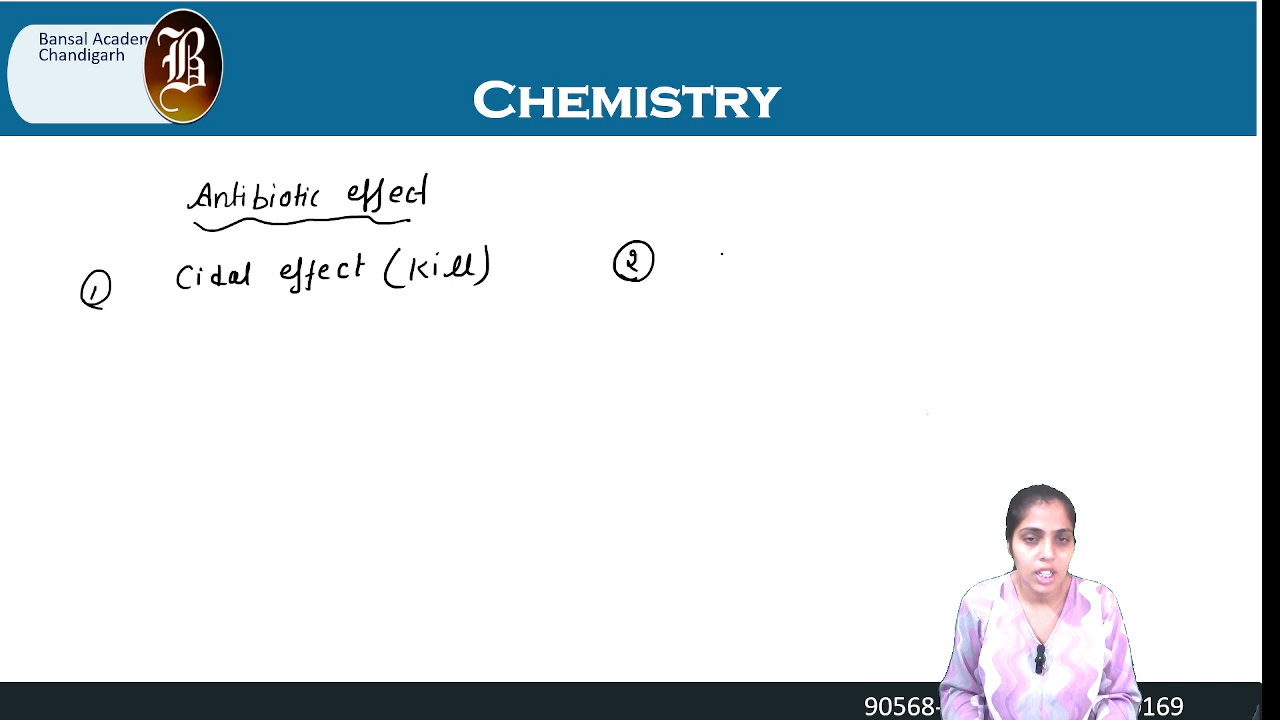 Bansal Academ
Chandigarh
CHEMISTRY
Antibiotic effect
1 Cidal effect (Kill) 2
90568- 169